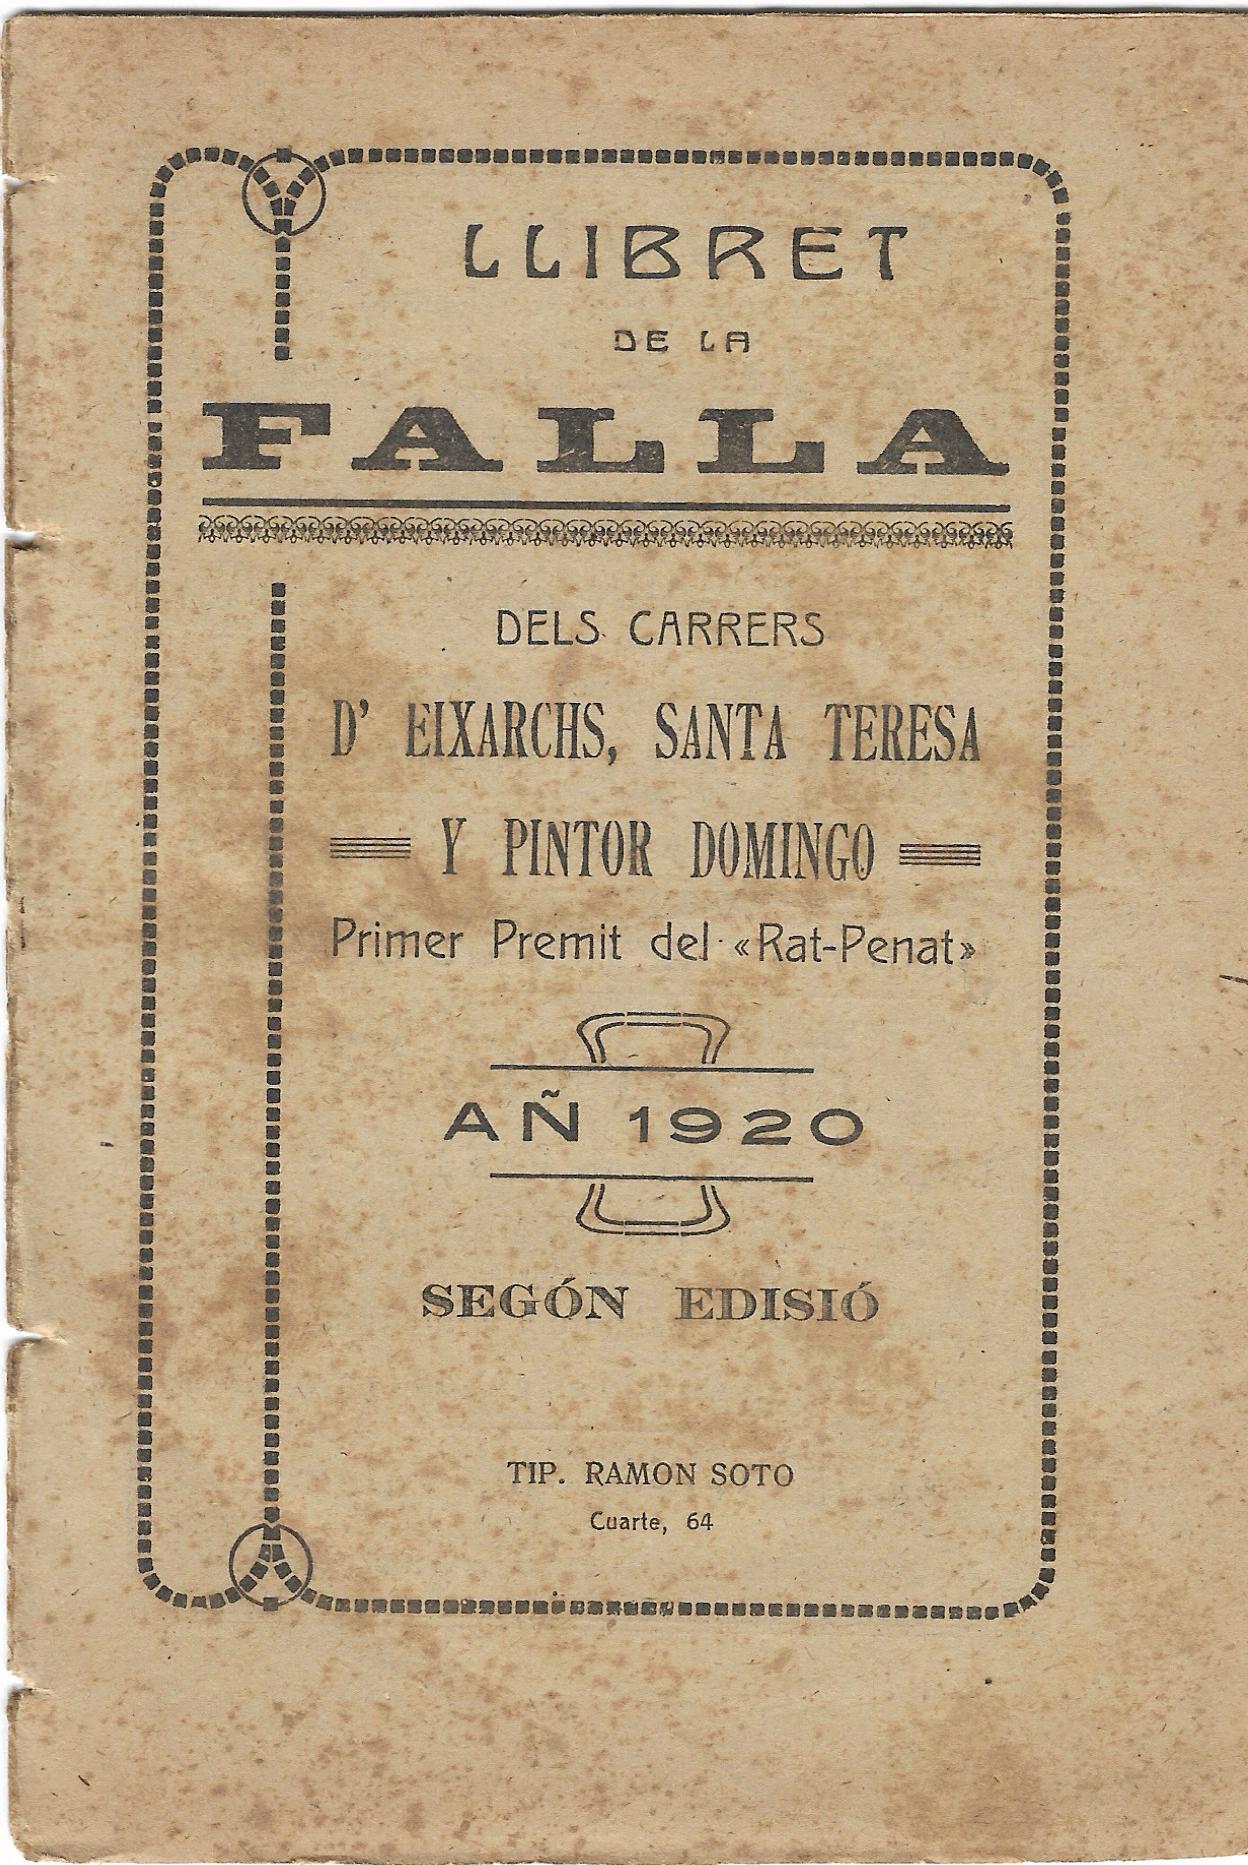 LLIBRET
DE LA
FALLA
DELS CARRERS
D' EIXARCHS, SANTA TERESA
Y PINTOR DOMINGO
Primer Premit del «Rat-Penat»
AÑ 1920
SEGÓN EDISIÓ
TIP. RAMON SOTO
Cuarte, 64